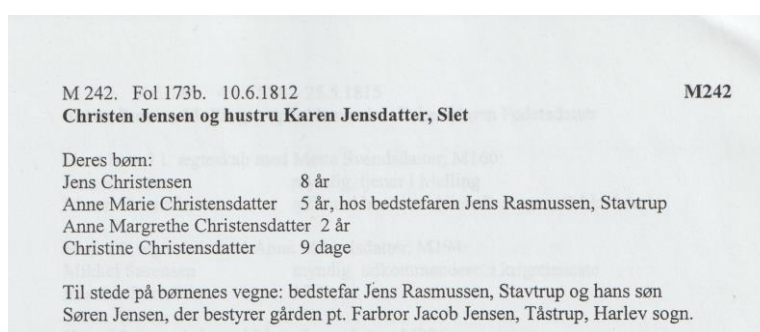 M 242. Fol 173b. 10.6.1812 M242
Christen Jensen og hustru Karen Jensdatter, Slet
Deres børn:
Jens Christensen 8 år
Anne Marie Christensdatter 5 år, hos bedstefaren Jens Rasmussen, Stavtrup
Anne Margrethe Christensdatter 2 år
Christine Christensdatter 9 dage
Til stede på børnenes vegne: bedstefar Jens Rasmussen, Stavtrup og hans søn
Søren Jensen, der bestyrer gården pt. Farbror Jacob Jensen, Tåstrup, Harlev sogn.